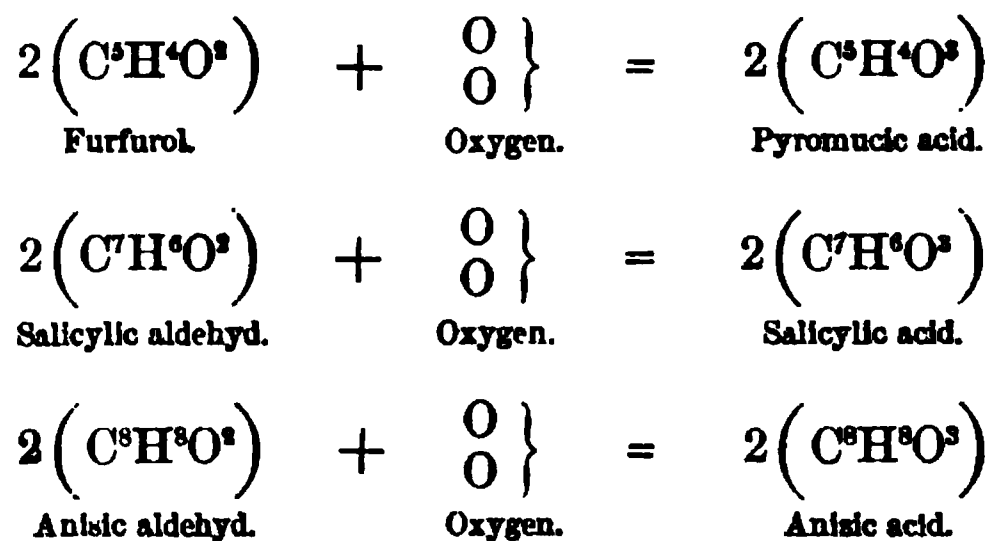 2(C⁵H⁴O²) + O O } = 2(C⁵H⁴O³)
Furfurol. Oxygen. Pyromucic acid.
2(C⁷H⁶O²) + O O } = 2(C⁷H⁶O³)
Salicylic aldehyd. Oxygen. Salicylic acid.
2(C⁸H⁸O²) + O O } = 2(C⁸H⁸O³)
Anisic aldehyd. Oxygen. Anisic acid.